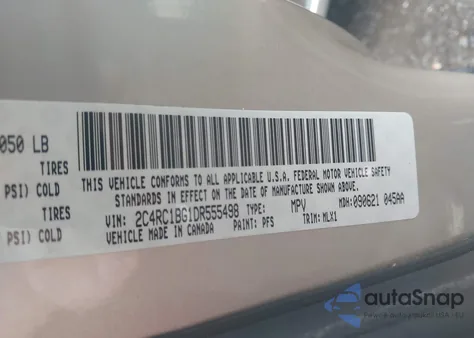 050 LB
TIRES
PSI) COLD
TIRES
PSI) COLD
THIS VEHICLE CONFORMS TO ALL APPLICABLE U.S.A. FEDERAL MOTOR VEHICLE SAFETY
STANDARDS IN EFFECT ON THE DATE OF MANUFACTURE SHOWN ABOVE.
VIN: 2C4RC1BG1DR555498 TYPE: MPV MDH: 090621 045AA
VEHICLE MADE IN CANADA PAINT: PFS TRIM: MLX1
autoSnap